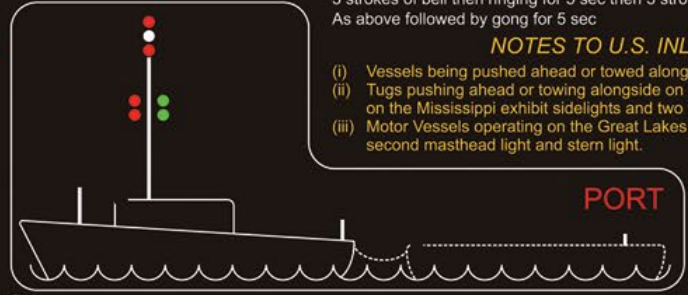 As above followed by gong for 5 sec
NOTES TO U.S. INL
(i) Vessels being pushed ahead or towed along
(ii) Tugs pushing ahead or towing alongside on
on the Mississippi exhibit sidelights and two
(iii) Motor Vessels operating on the Great Lakes
second masthead light and stern light.
PORT